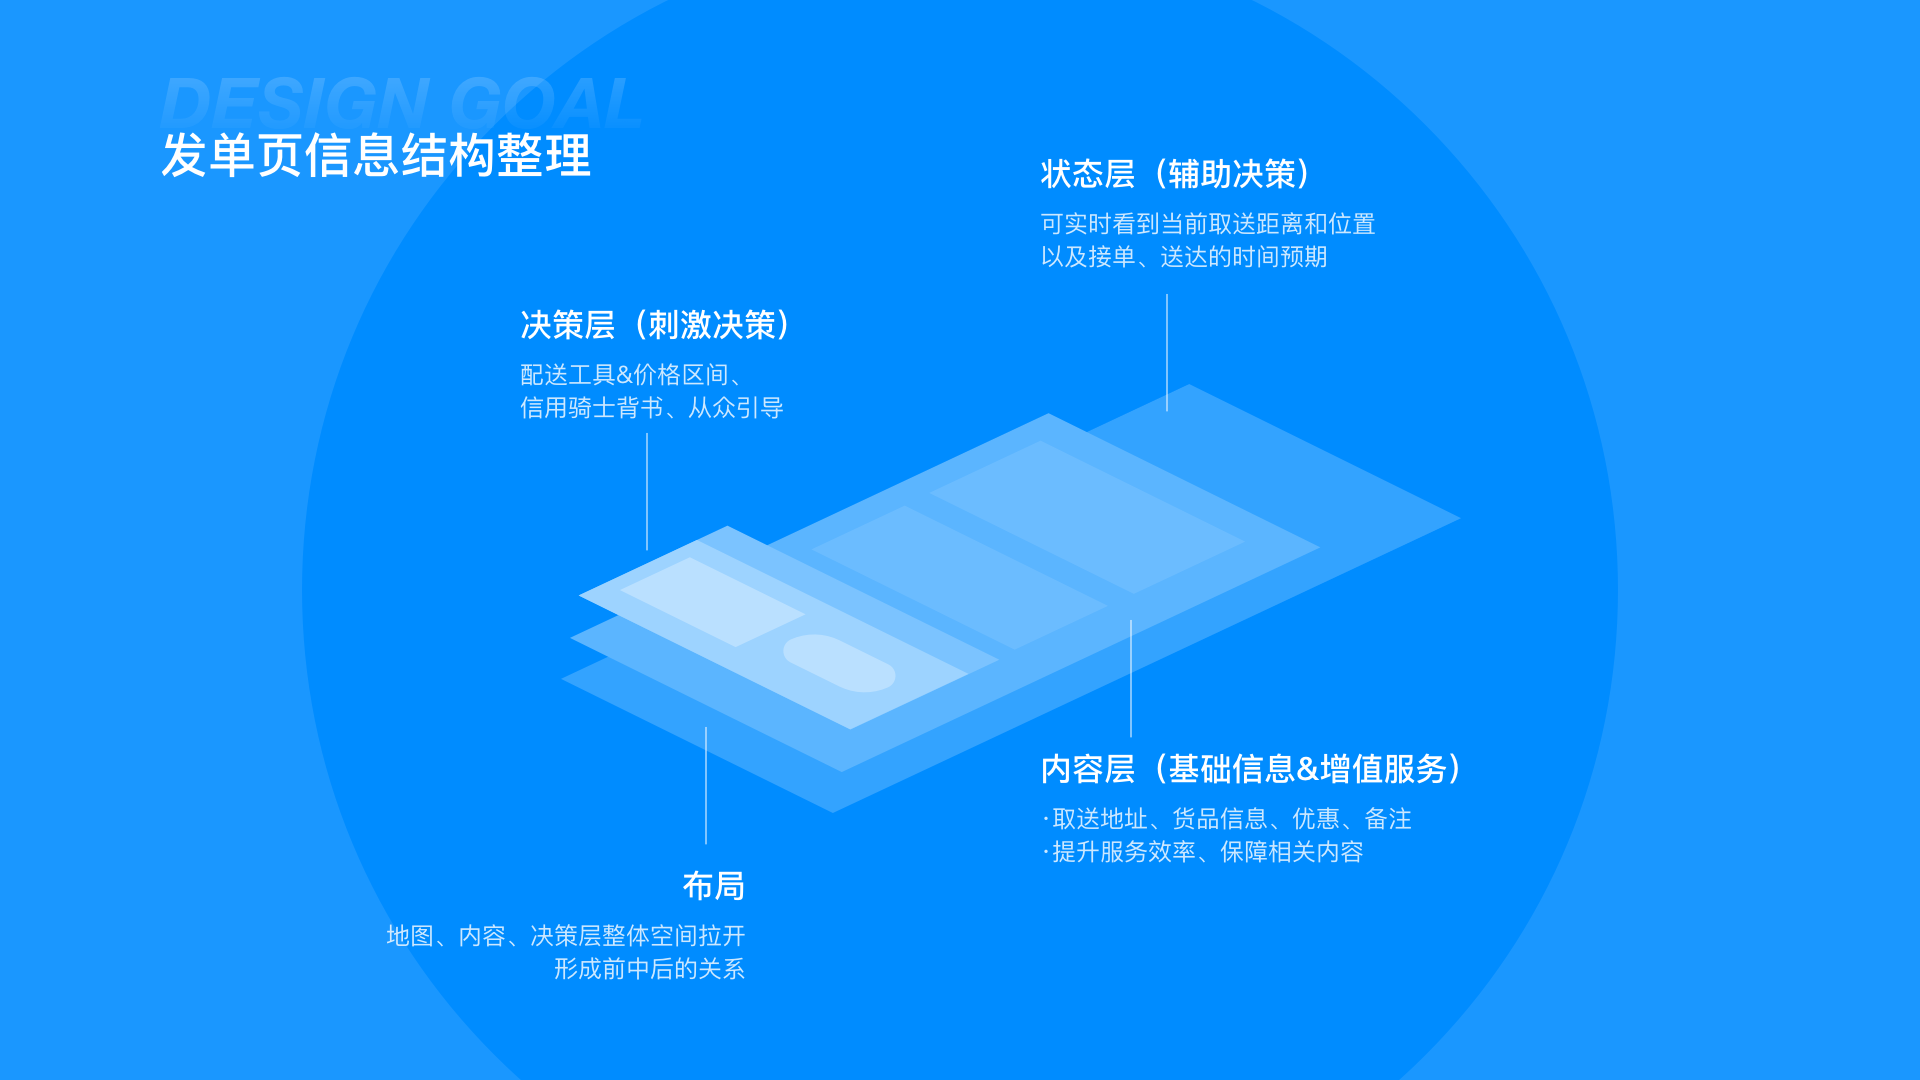 DESIGN GOAL
发单页信息结构整理
状态层（辅助决策）
可实时看到当前取送距离和位置
以及接单、送达的时间预期
决策层（刺激决策）
配送工具&价格区间、
信用骑士背书、从众引导
内容层（基础信息&增值服务）
·取送地址、货品信息、优惠、备注
·提升服务效率、保障相关内容
布局
地图、内容、决策层整体空间拉开
形成前中后的关系